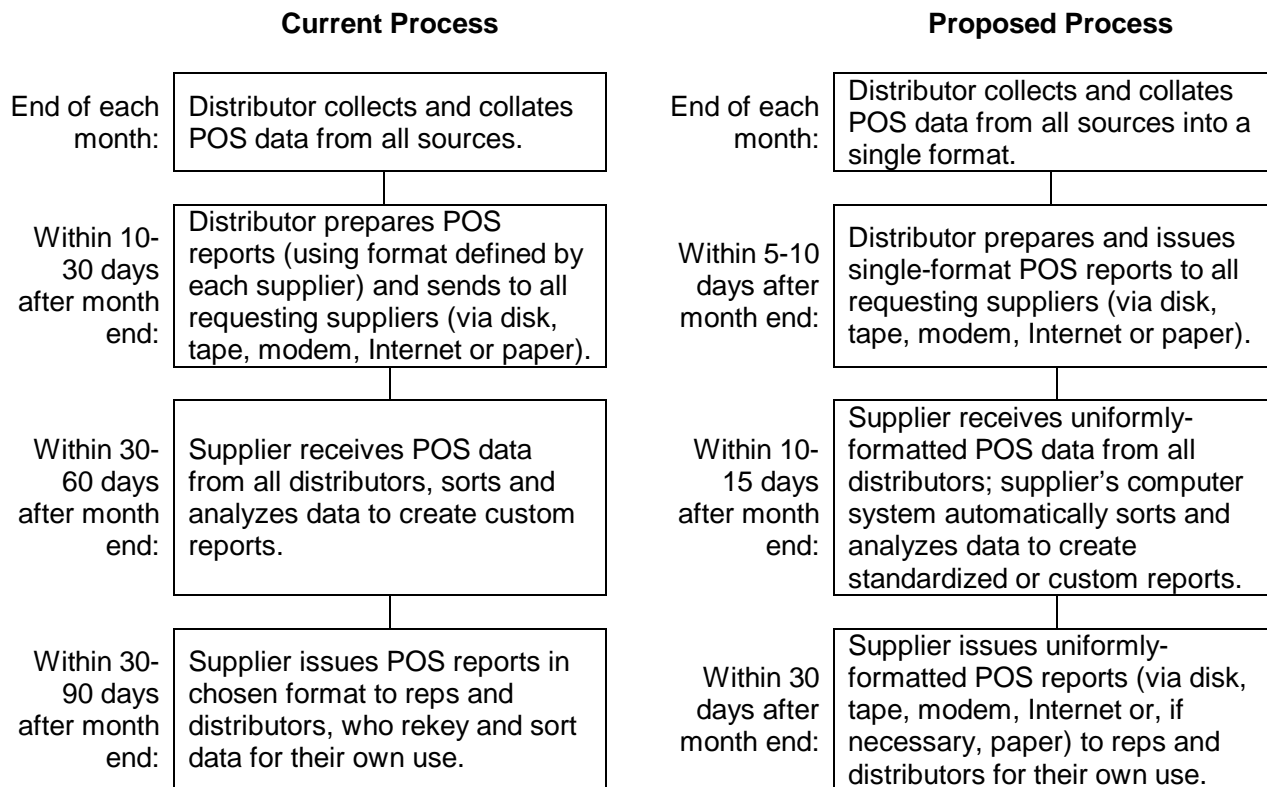 Current Process
End of each
month:
Distributor collects and collates
POS data from all sources.
Within 10-
30 days
after month
end:
Distributor prepares POS
reports (using format defined by
each supplier) and sends to all
requesting suppliers (via disk,
tape, modem, Internet or paper).
Within 30-
60 days
after month
end:
Supplier receives POS data
from all distributors, sorts and
analyzes data to create custom
reports.
Within 30-
90 days
after month
end:
Supplier issues POS reports in
chosen format to reps and
distributors, who rekey and sort
data for their own use.
Proposed Process
End of each
month:
Distributor collects and collates
POS data from all sources into a
single format.
Within 5-10
days after
month end:
Distributor prepares and issues
single-format POS reports to all
requesting suppliers (via disk,
tape, modem, Internet or paper).
Within 10-
15 days
after month
end:
Supplier receives uniformly-
formatted POS data from all
distributors; supplier’s computer
system automatically sorts and
analyzes data to create
standardized or custom reports.
Within 30
days after
month end:
Supplier issues uniformly-
formatted POS reports (via disk,
tape, modem, Internet or, if
necessary, paper) to reps and
distributors for their own use.